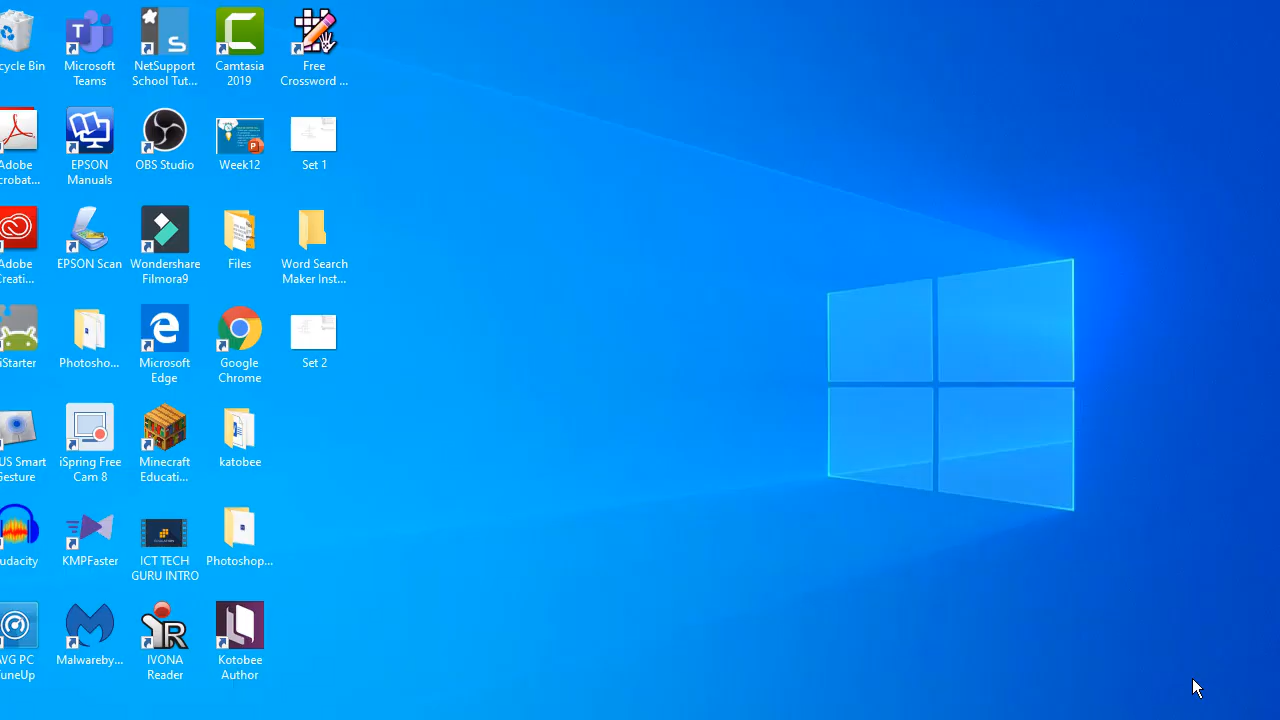 cycle Bin
Microsoft
Teams
NetSupport
School Tut...
Camtasia
2019
Free
Crossword ...
Adobe
crobat...
EPSON
Manuals
OBS Studio
Week12
Set 1
Adobe
Creati...
EPSON Scan
Wondershare
Filmora9
Files
Word Search
Maker Inst...
iStarter
Photosho...
Microsoft
Edge
Google
Chrome
Set 2
US Smart
Gesture
iSpring Free
Cam 8
Minecraft
Educati...
katobee
udacity
KMPFaster
ICT TECH
GURU INTRO
Photoshop...
AVG PC
TuneUp
Malwareby...
IVONA
Reader
Kotobee
Author